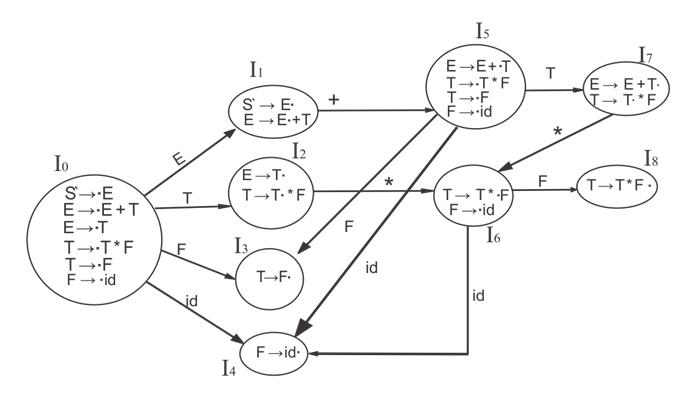 I0
S` → ·E
E → ·E + T
E → ·T
T → ·T * F
T → ·F
F → ·id
E
T
F
id
I1
S` → E·
E → E· + T
+
I2
E → T·
T → T· * F
*
I3
T → F·
I4
F → id·
I5
E → E + ·T
T → ·T * F
T → ·F
F → ·id
T
F
id
I7
E → E + T·
T → T· * F
*
I6
T → T* ·F
F → ·id
F
id
I8
T → T* F ·